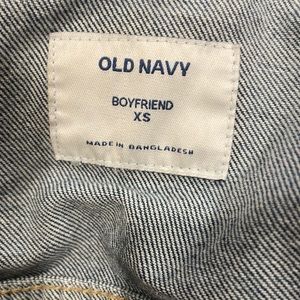 OLD NAVY
BOYFRIEND
XS
MADE IN BANGLADESH